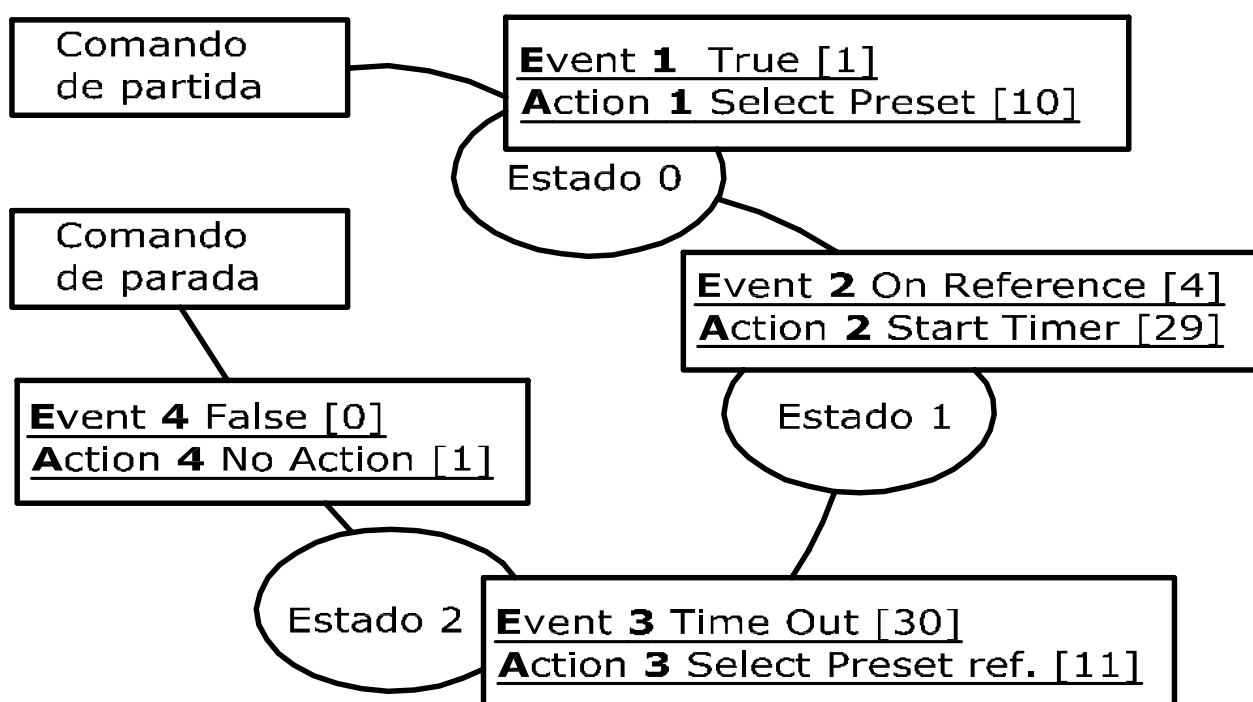 Comando
de partida
Event 1 True [1]
Action 1 Select Preset [10]
Estado 0
Comando
de parada
Event 2 On Reference [4]
Action 2 Start Timer [29]
Event 4 False [0]
Action 4 No Action [1]
Estado 1
Estado 2
Event 3 Time Out [30]
Action 3 Select Preset ref. [11]